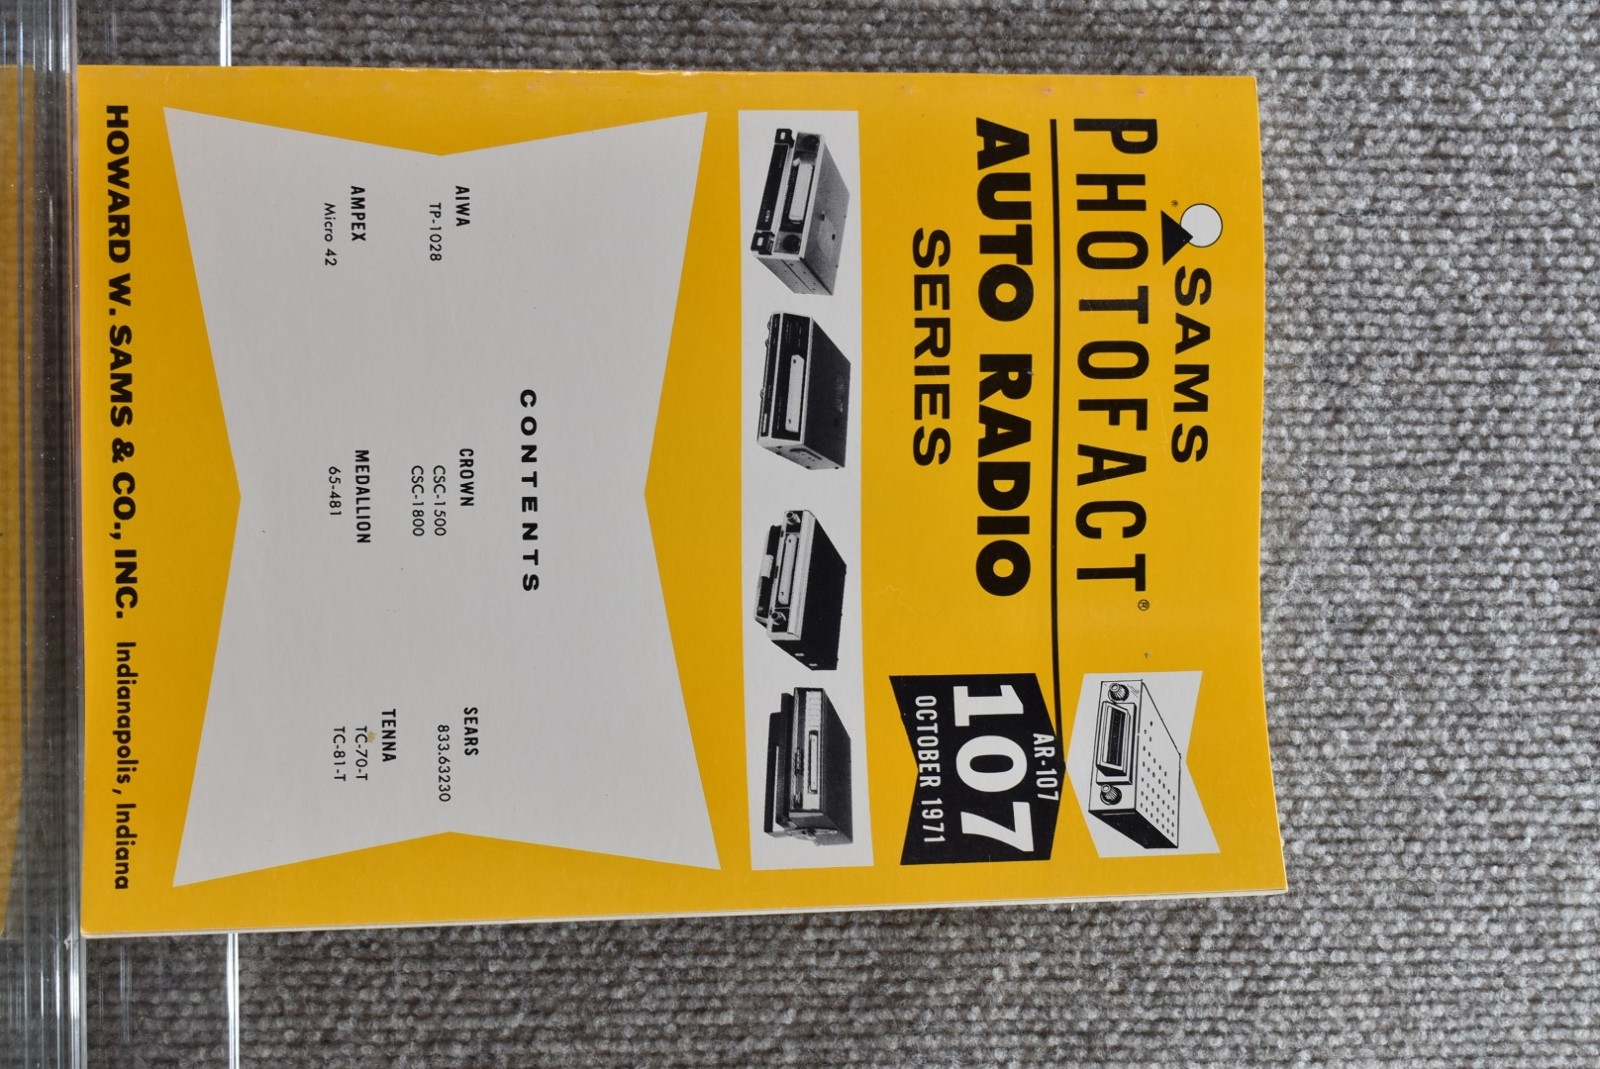 SAMS
PHOTOFACT®
AUTO RADIO
SERIES
AR-107
107
OCTOBER 1971
CONTENTS
AIWA
TP-1028
AMPEX
Micro 42
CROWN
CSC-1500
CSC-1800
MEDALLION
65-481
SEARS
833.63230
TENNA
TC-70-T
TC-81-T
HOWARD W. SAMS & CO., INC. Indianapolis, Indiana